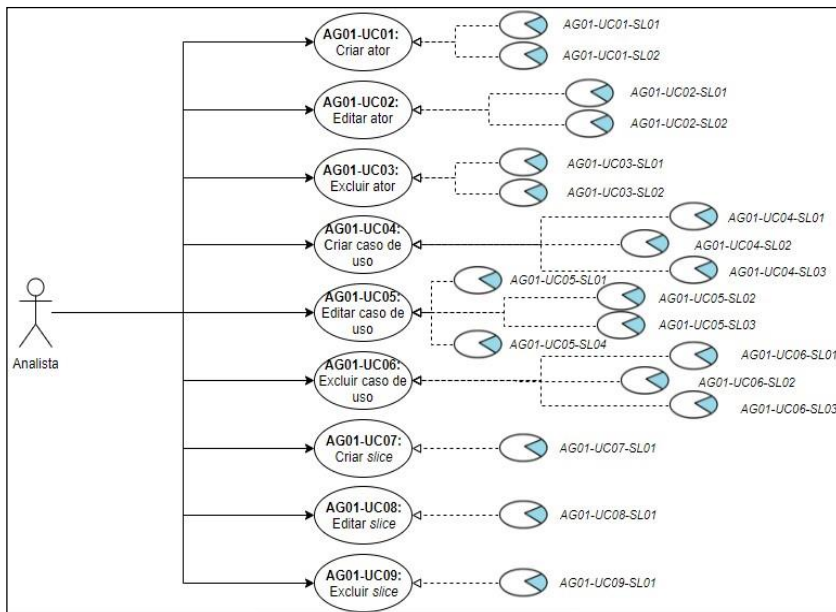 AG01-UC01:
Criar ator
AG01-UC01-SL01
AG01-UC01-SL02
AG01-UC02:
Editar ator
AG01-UC02-SL01
AG01-UC02-SL02
AG01-UC03:
Excluir ator
AG01-UC03-SL01
AG01-UC03-SL02
AG01-UC04:
Criar caso de
uso
AG01-UC04-SL01
AG01-UC04-SL02
AG01-UC04-SL03
Analista
AG01-UC05:
Editar caso de
uso
AG01-UC05-SL01
AG01-UC05-SL02
AG01-UC05-SL03
AG01-UC05-SL04
AG01-UC06:
Excluir caso de
uso
AG01-UC06-SL01
AG01-UC06-SL02
AG01-UC06-SL03
AG01-UC07:
Criar slice
AG01-UC07-SL01
AG01-UC08:
Editar slice
AG01-UC08-SL01
AG01-UC09:
Excluir slice
AG01-UC09-SL01